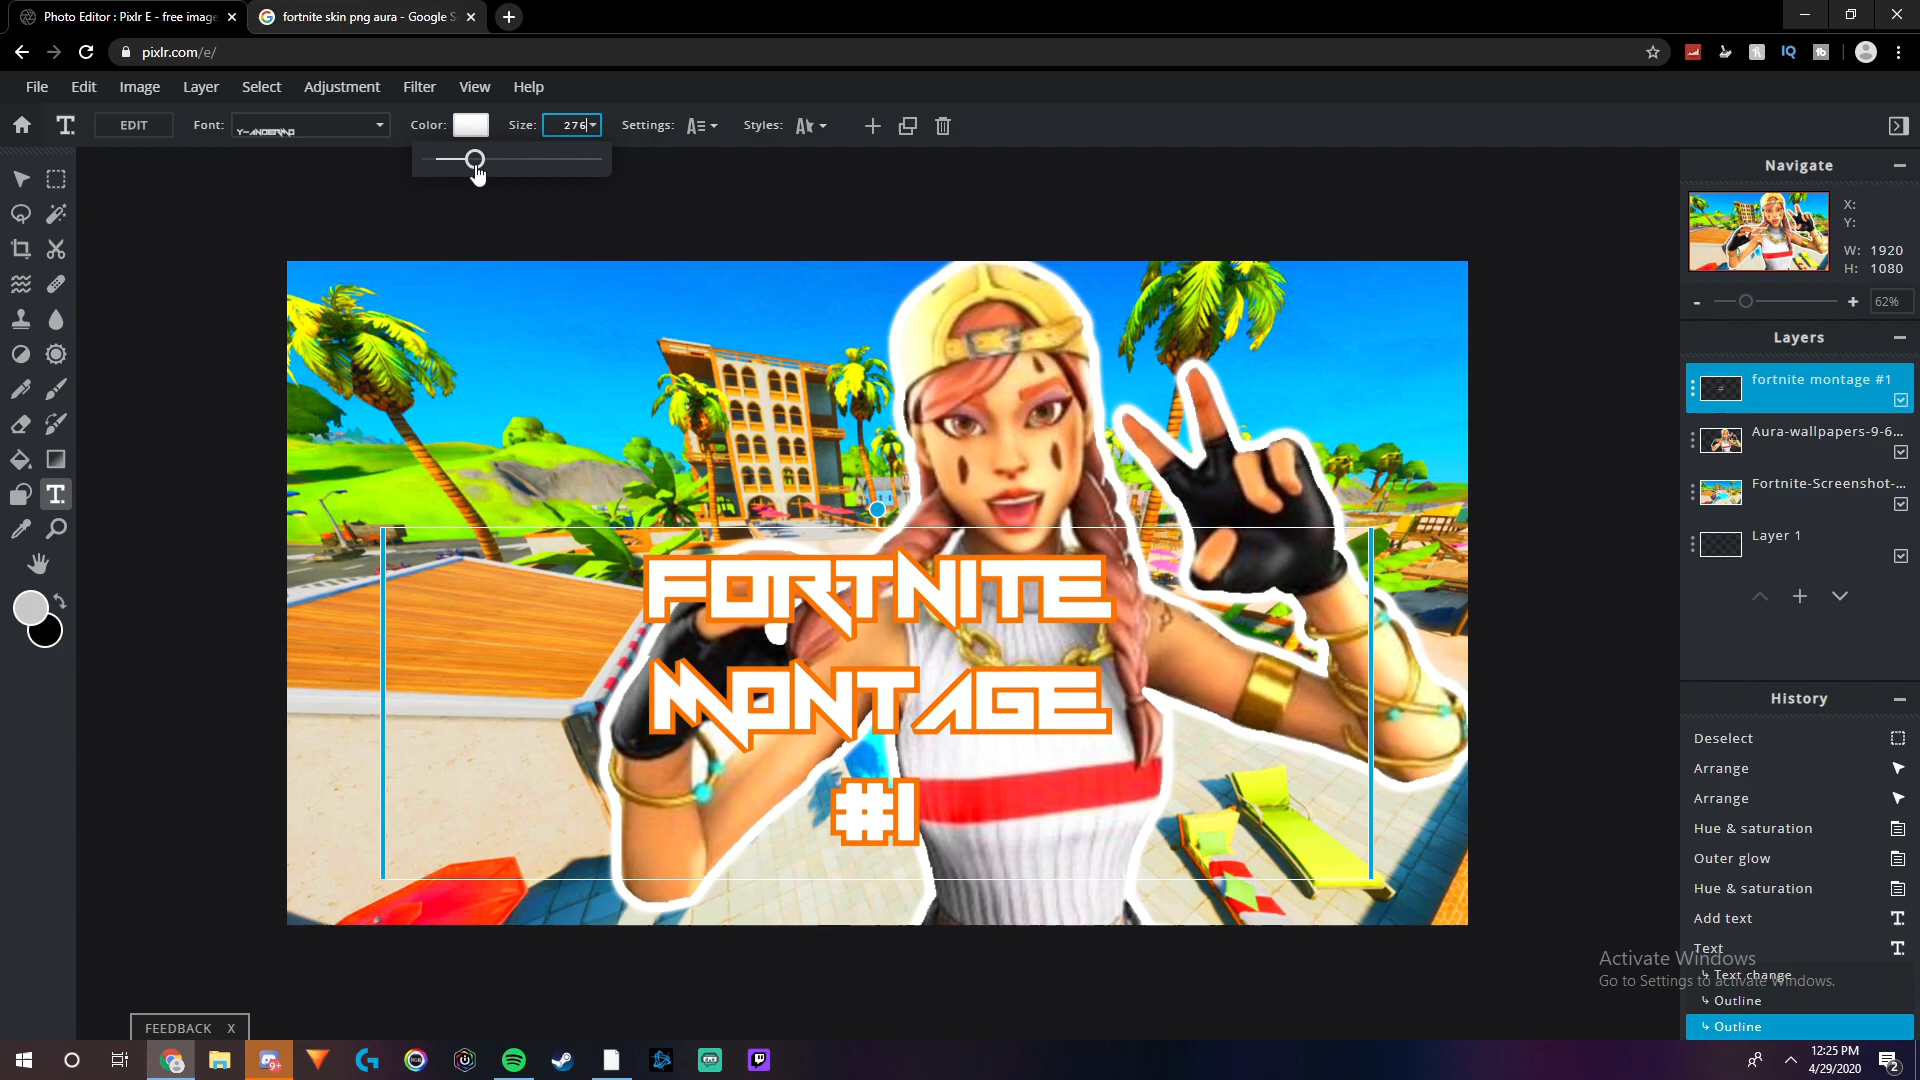 Photo Editor : Pixlr E - free image
fortnite skin png aura - Google S
pixlr.com/e/
File Edit Image Layer Select Adjustment Filter View Help
EDIT Font: Y-ANDERMO Color: Size: 276 Settings: Styles:
Navigate
X:
Y:
W: 1920
H: 1080
62%
Layers
fortnite montage #1
Aura-wallpapers-9-6...
Fortnite-Screenshot-...
Layer 1
FORTNITE
MONTAGE
#1
History
Deselect
Arrange
Arrange
Hue & saturation
Outer glow
Hue & saturation
Add text
Text
Text change
Outline
Outline
Activate Windows
Go to Settings to activate Windows.
FEEDBACK X
12:25 PM
4/29/2020
9+
2